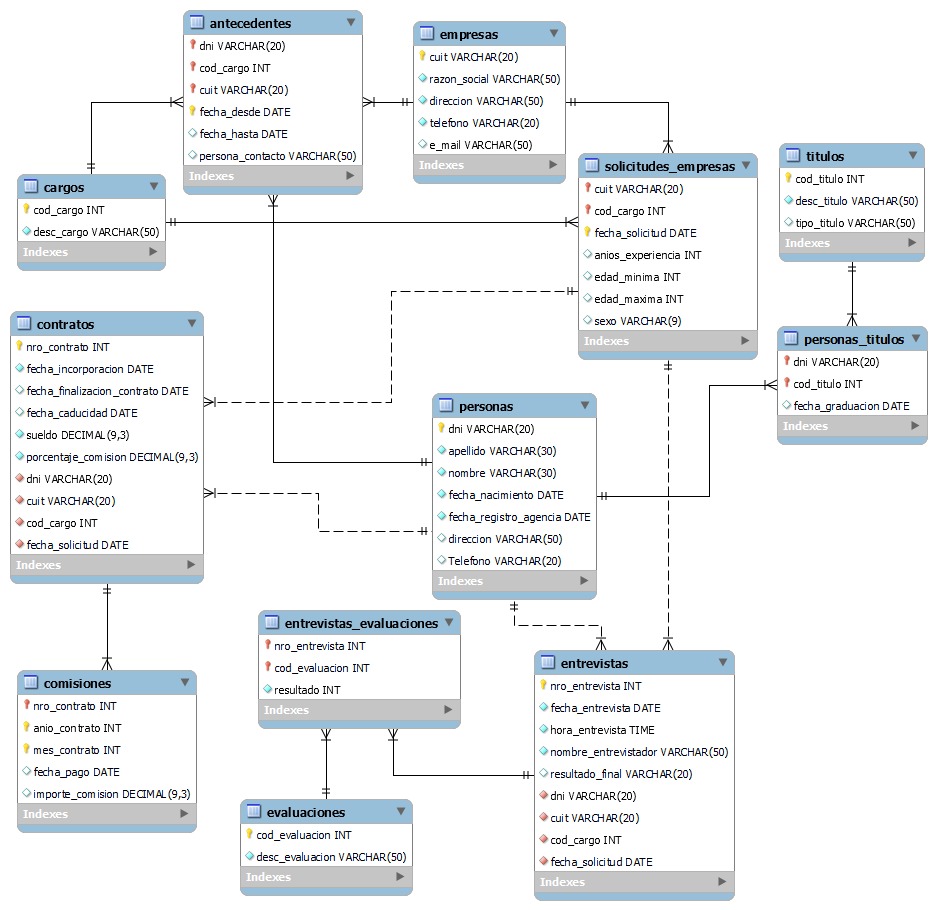 antecedentes
dni VARCHAR(20)
cod_cargo INT
cuit VARCHAR(20)
fecha_desde DATE
fecha_hasta DATE
persona_contacto VARCHAR(50)
Indexes
empresas
cuit VARCHAR(20)
razon_social VARCHAR(50)
direccion VARCHAR(50)
telefono VARCHAR(20)
e_mail VARCHAR(50)
Indexes
cargos
cod_cargo INT
desc_cargo VARCHAR(50)
Indexes
solicitudes_empresas
cuit VARCHAR(20)
cod_cargo INT
fecha_solicitud DATE
anios_experiencia INT
edad_minima INT
edad_maxima INT
sexo VARCHAR(9)
Indexes
titulos
cod_titulo INT
desc_titulo VARCHAR(50)
tipo_titulo VARCHAR(50)
Indexes
contratos
nro_contrato INT
fecha_incorporacion DATE
fecha_finalizacion_contrato DATE
fecha_caducidad DATE
sueldo DECIMAL(9,3)
porcentaje_comision DECIMAL(9,3)
dni VARCHAR(20)
cuit VARCHAR(20)
cod_cargo INT
fecha_solicitud DATE
Indexes
personas
dni VARCHAR(20)
apellido VARCHAR(30)
nombre VARCHAR(30)
fecha_nacimiento DATE
fecha_registro_agencia DATE
direccion VARCHAR(50)
Telefono VARCHAR(20)
Indexes
personas_titulos
dni VARCHAR(20)
cod_titulo INT
fecha_graduacion DATE
Indexes
comisiones
nro_contrato INT
anio_contrato INT
mes_contrato INT
fecha_pago DATE
importe_comision DECIMAL(9,3)
Indexes
entrevistas_evaluaciones
nro_entrevista INT
cod_evaluacion INT
resultado INT
Indexes
evaluaciones
cod_evaluacion INT
desc_evaluacion VARCHAR(50)
Indexes
entrevistas
nro_entrevista INT
fecha_entrevista DATE
hora_entrevista TIME
nombre_entrevistador VARCHAR(50)
resultado_final VARCHAR(20)
dni VARCHAR(20)
cuit VARCHAR(20)
cod_cargo INT
fecha_solicitud DATE
Indexes